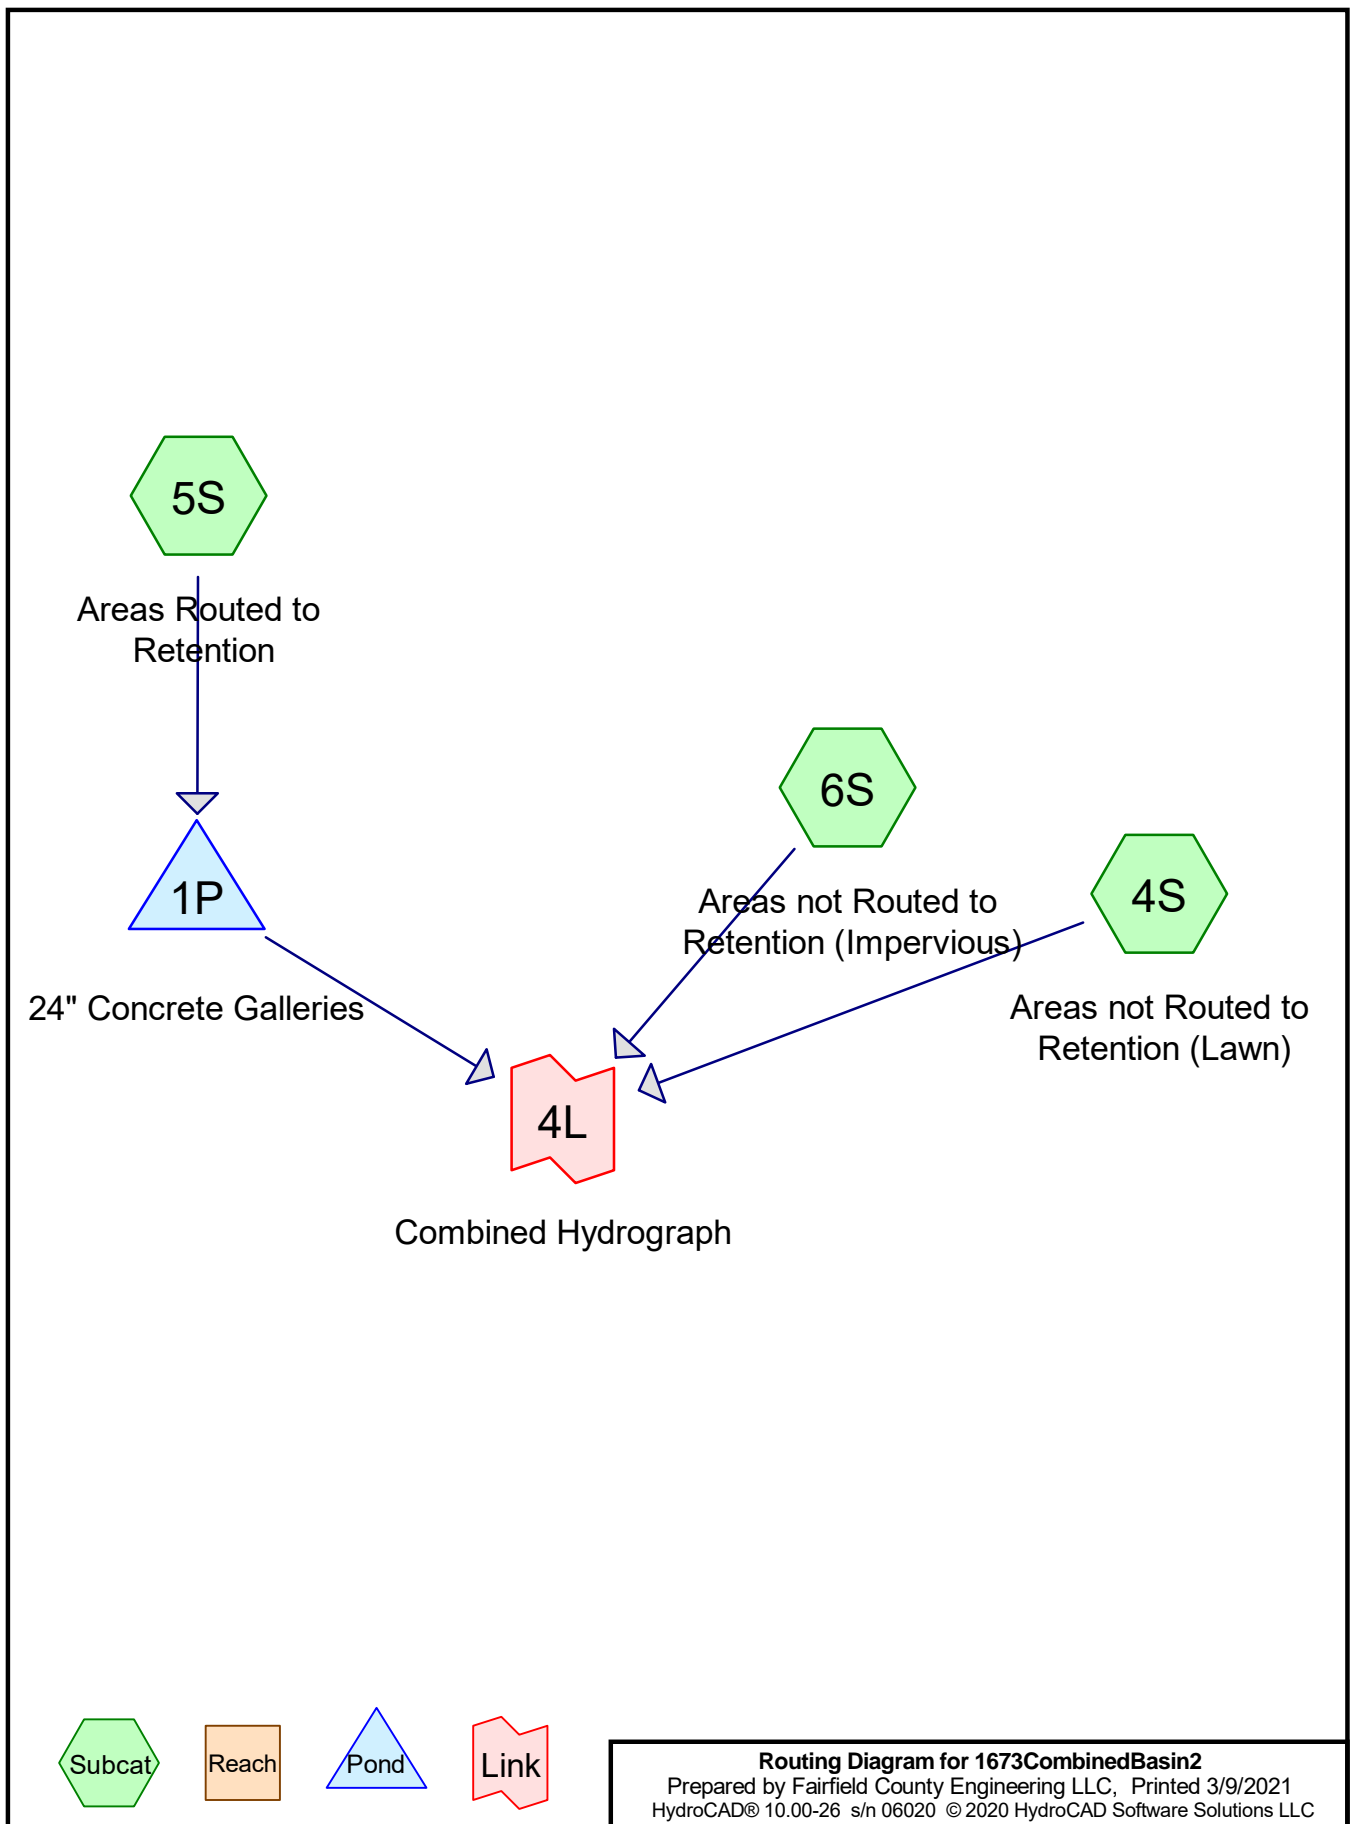 5S
Areas Routed to
Retention
1P
24" Concrete Galleries
6S
Areas not Routed to
Retention (Impervious)
4S
Areas not Routed to
Retention (Lawn)
4L
Combined Hydrograph
Subcat
Reach
Pond
Link
Routing Diagram for 1673CombinedBasin2
Prepared by Fairfield County Engineering LLC, Printed 3/9/2021
HydroCAD® 10.00-26 s/n 06020 © 2020 HydroCAD Software Solutions LLC